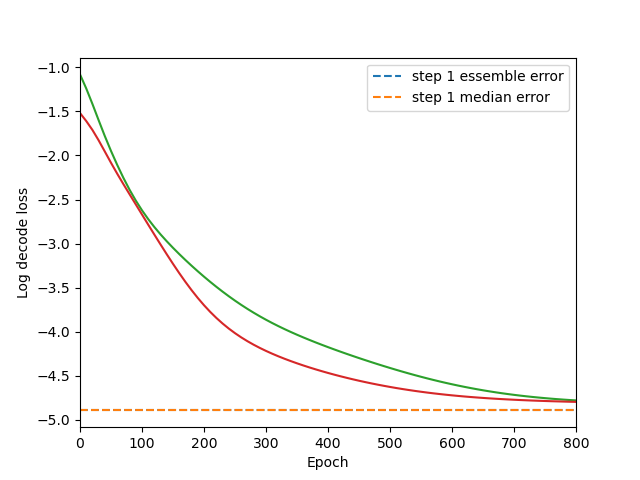 step 1 essemble error
step 1 median error
Log decode loss
−1.0
−1.5
−2.0
−2.5
−3.0
−3.5
−4.0
−4.5
−5.0
0 100 200 300 400 500 600 700 800
Epoch